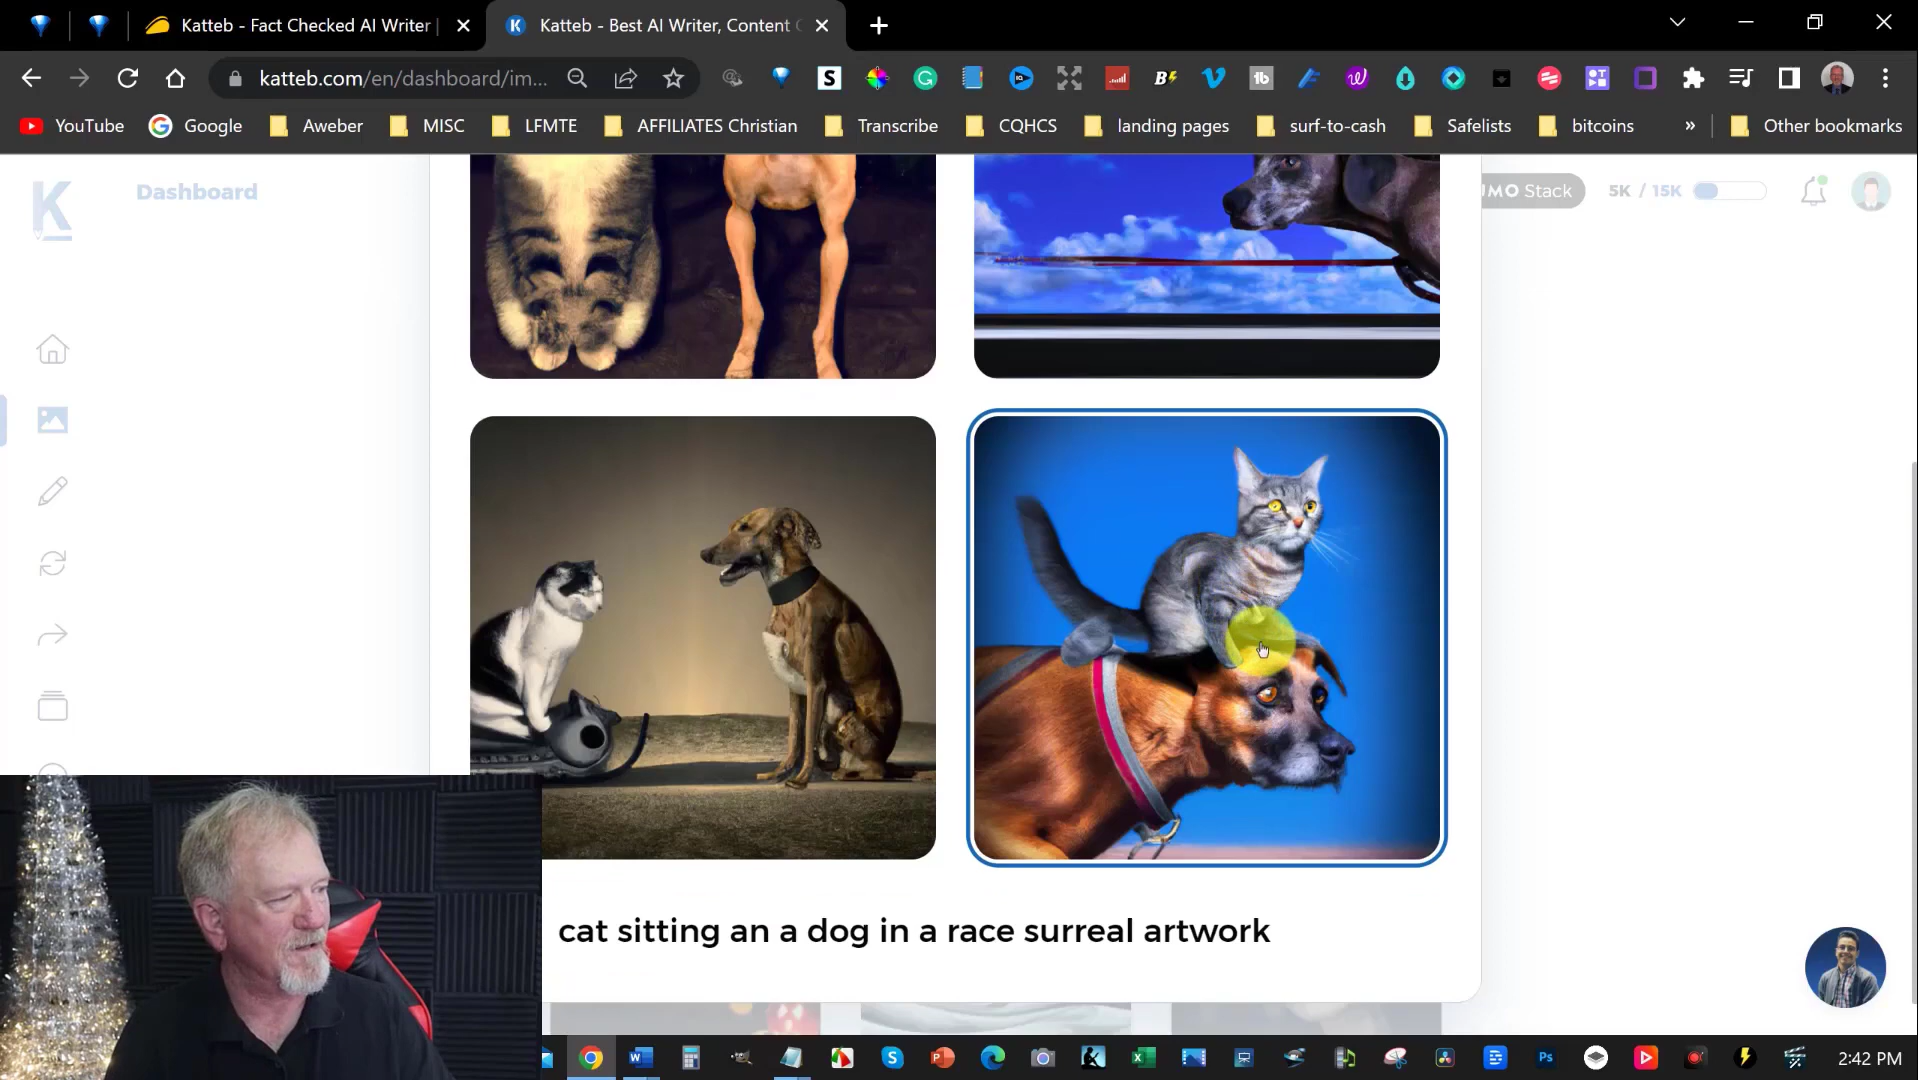 Katteb - Fact Checked AI Writer |
Katteb - Best AI Writer, Content
katteb.com/en/dashboard/im...
YouTube
Google
Aweber
MISC
LFMTE
AFFILIATES Christian
Transcribe
CQHCS
landing pages
surf-to-cash
Safelists
bitcoins
»
Other bookmarks
K
Dashboard
UMO Stack
5K / 15K
cat sitting an a dog in a race surreal artwork
2:42 PM